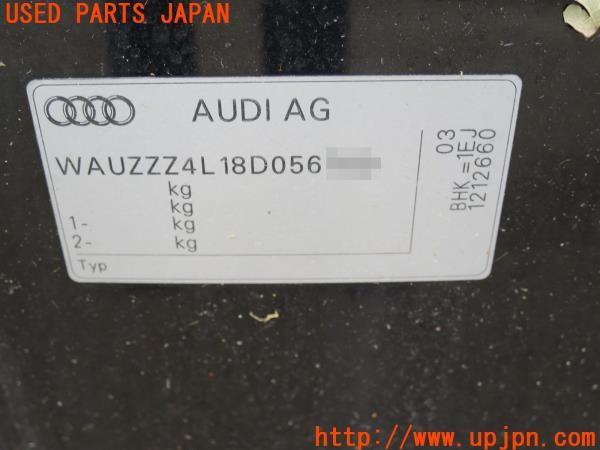 USED PARTS JAPAN
AUDI AG
WAUZZZ4L18D056
kg
kg
1- kg
2- kg
Typ
03
BHK =1EJ
1212660
UPJ
http://www.upjpn.com/